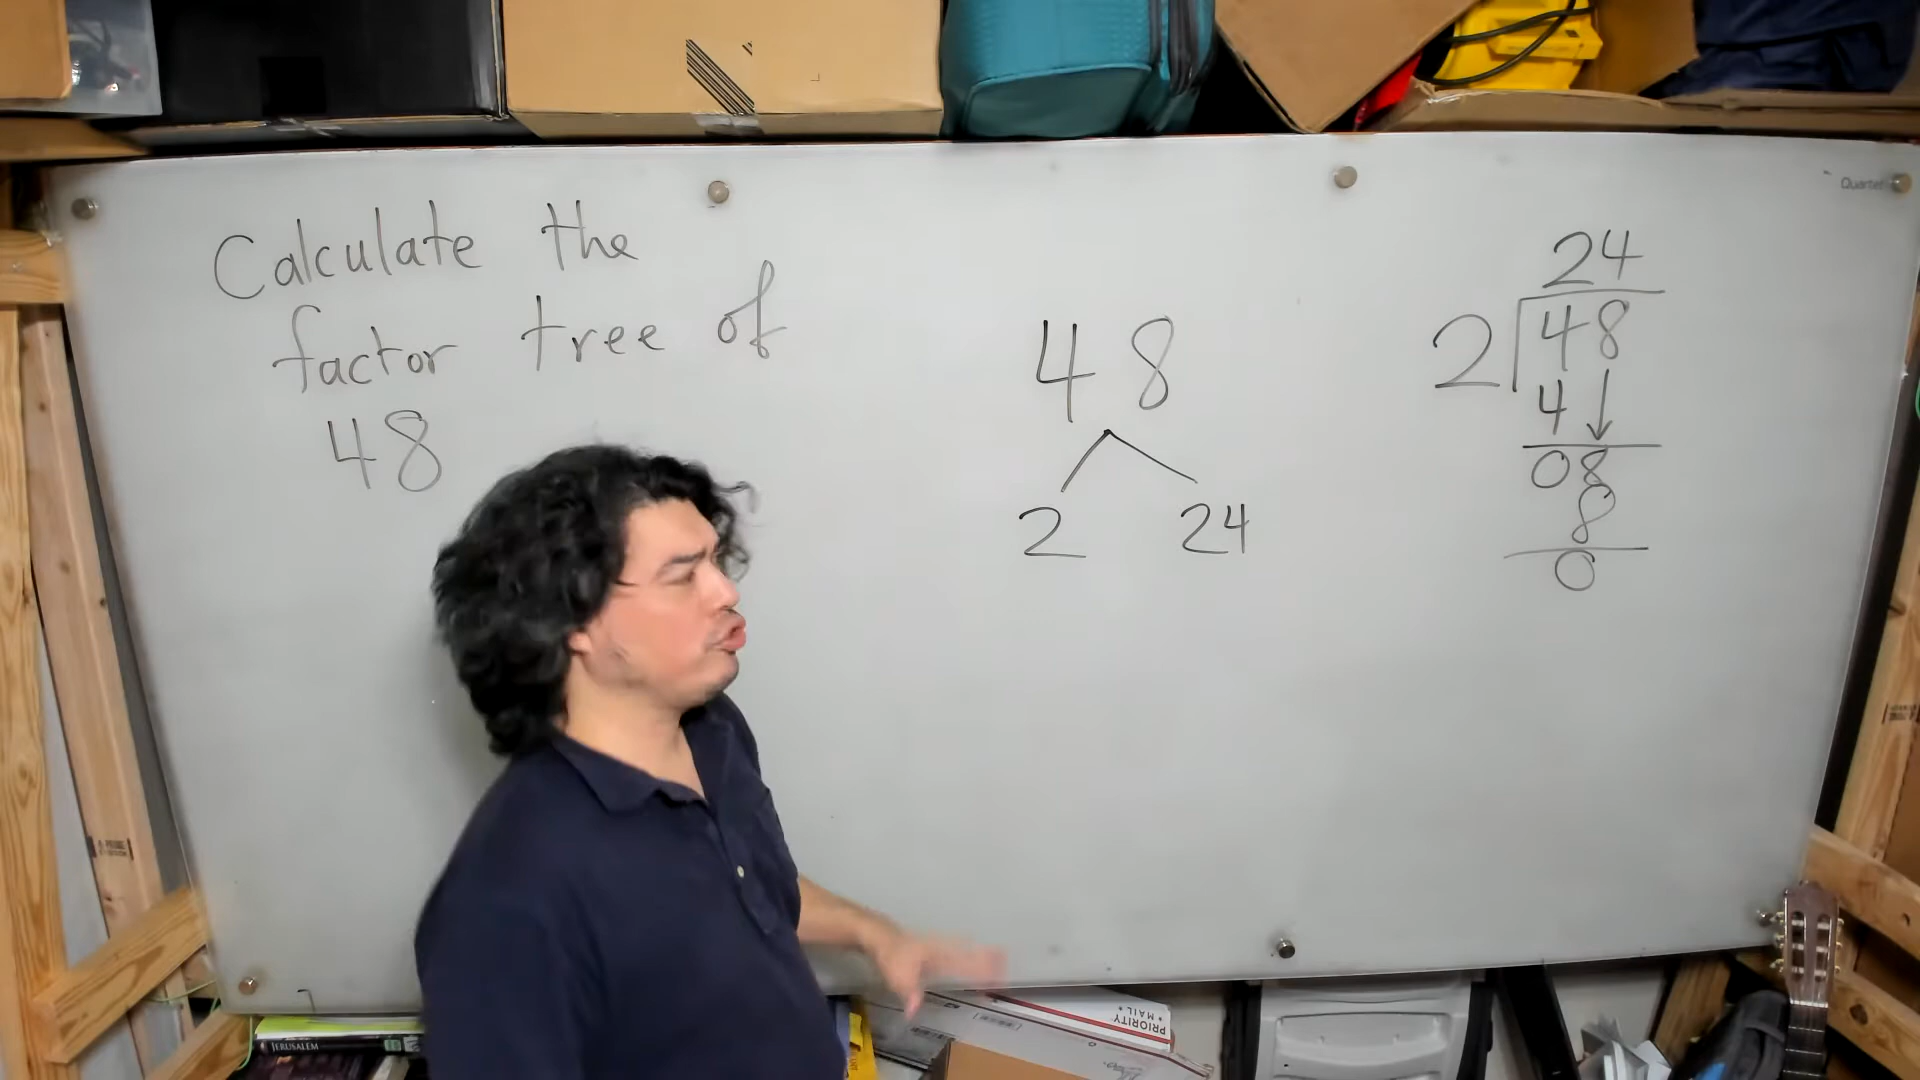 Calculate the
factor tree of
48
48
2 24
24
2 48
4
08
8
0
Quartet
JERUSALEM
PRIORITY
MAIL